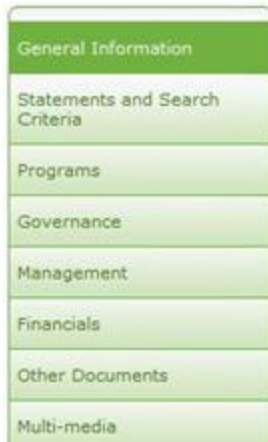 General Information
Statements and Search
Criteria
Programs
Governance
Management
Financials
Other Documents
Multi-media